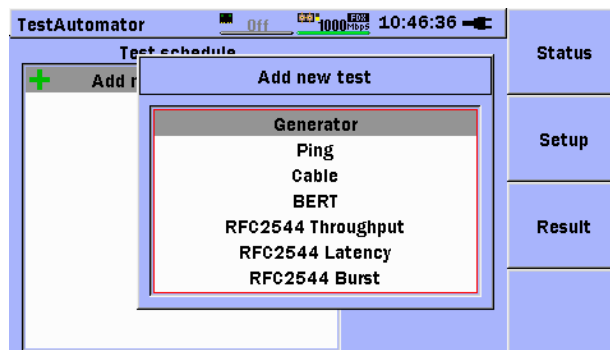 TestAutomator Off 1000 FDX Mbps 10:46:36
Test schedule
Add
Add new test
Generator
Ping
Cable
BERT
RFC2544 Throughput
RFC2544 Latency
RFC2544 Burst
Status
Setup
Result